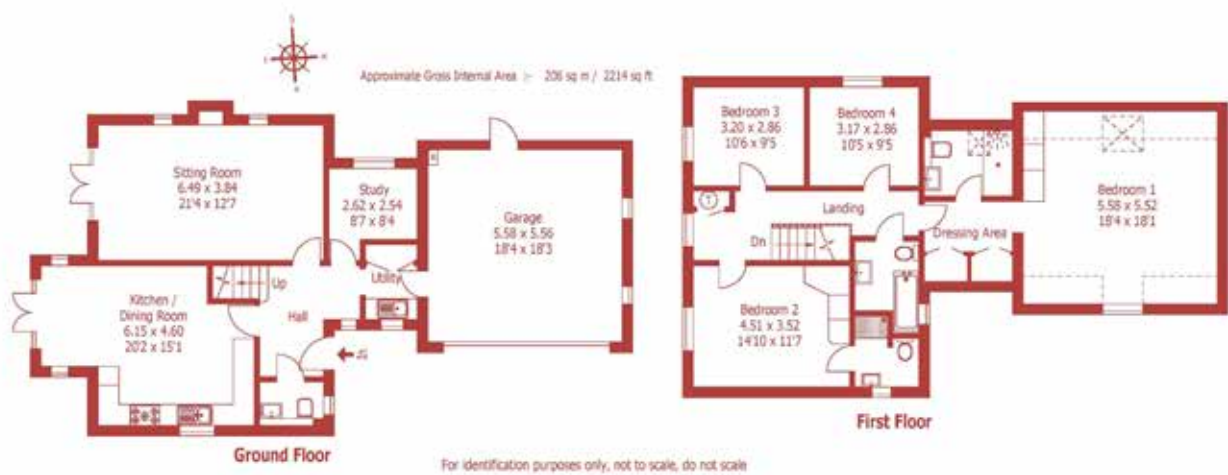 Approximate Gross Internal Area :- 206 sq m / 2214 sq ft
Sitting Room
6.49 x 3.84
21'4 x 12'7
Study
2.62 x 2.54
8'7 x 8'4
Garage
5.58 x 5.56
18'4 x 18'3
Utility
Up
Kitchen /
Dining Room
6.15 x 4.60
20'2 x 15'1
Hall
Ground Floor
Bedroom 3
3.20 x 2.86
10'6 x 9'5
Bedroom 4
3.17 x 2.86
10'5 x 9'5
Bedroom 1
5.58 x 5.52
18'4 x 18'1
Landing
Dressing Area
Dn
Bedroom 2
4.51 x 3.52
14'10 x 11'7
First Floor
For identification purposes only, not to scale, do not scale